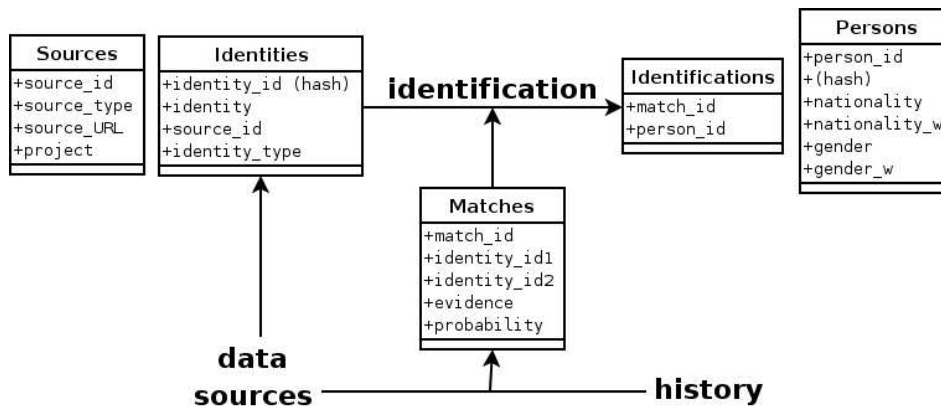 Sources
+source_id
+source_type
+source_URL
+project
Identities
+identity_id (hash)
+identity
+source_id
+identity_type
identification
Identifications
+match_id
+person_id
Persons
+person_id
+(hash)
+nationality
+nationality_w
+gender
+gender_w
Matches
+match_id
+identity_id1
+identity_id2
+evidence
+probability
data
sources
history